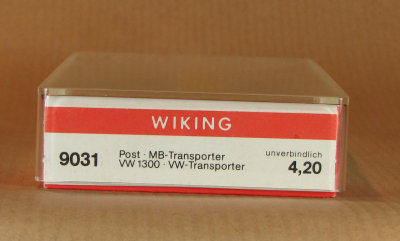 WIKING
9031 Post · MB-Transporter unverbindlich
VW 1300 · VW-Transporter 4,20